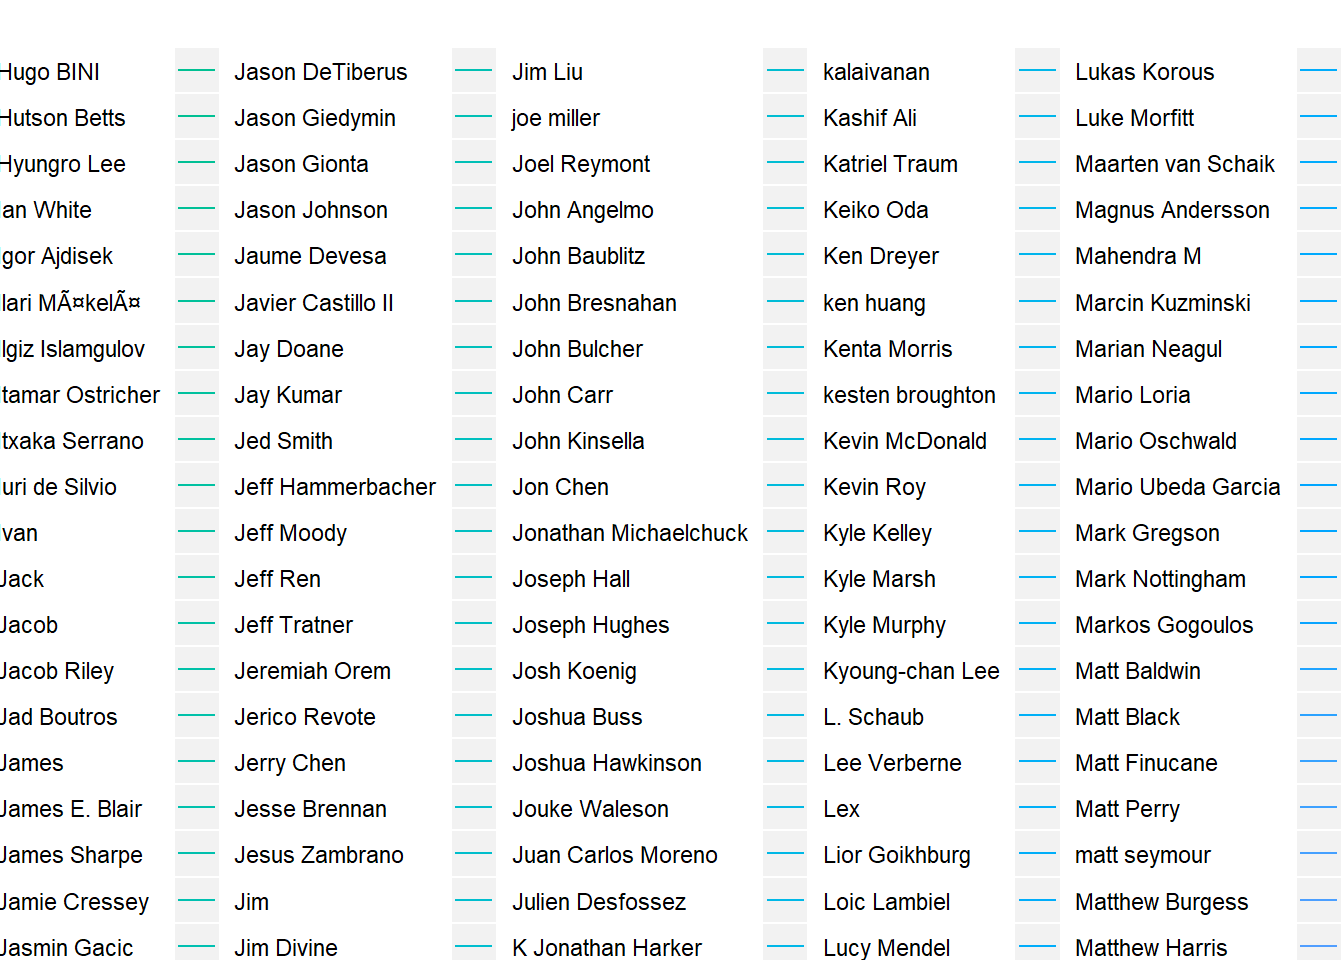 Hugo BINI
Hutson Betts
Hyungro Lee
Ian White
Igor Ajdisek
Ilari MÃ¤kelÃ¤
Ilgiz Islamgulov
Itamar Ostricher
Itxaka Serrano
Iuri de Silvio
Ivan
Jack
Jacob
Jacob Riley
Jad Boutros
James
James E. Blair
James Sharpe
Jamie Cressey
Jasmin Gacic
Jason DeTiberus
Jason Giedymin
Jason Gionta
Jason Johnson
Jaume Devesa
Javier Castillo II
Jay Doane
Jay Kumar
Jed Smith
Jeff Hammerbacher
Jeff Moody
Jeff Ren
Jeff Tratner
Jeremiah Orem
Jerico Revote
Jerry Chen
Jesse Brennan
Jesus Zambrano
Jim
Jim Divine
Jim Liu
joe miller
Joel Reymont
John Angelmo
John Baublitz
John Bresnahan
John Bulcher
John Carr
John Kinsella
Jon Chen
Jonathan Michaelchuck
Joseph Hall
Joseph Hughes
Josh Koenig
Joshua Buss
Joshua Hawkinson
Jouke Waleson
Juan Carlos Moreno
Julien Desfossez
K Jonathan Harker
kalaivanan
Kashif Ali
Katriel Traum
Keiko Oda
Ken Dreyer
ken huang
Kenta Morris
kesten broughton
Kevin McDonald
Kevin Roy
Kyle Kelley
Kyle Marsh
Kyle Murphy
Kyoung-chan Lee
L. Schaub
Lee Verberne
Lex
Lior Goikhburg
Loic Lambiel
Lucy Mendel
Lukas Korous
Luke Morfitt
Maarten van Schaik
Magnus Andersson
Mahendra M
Marcin Kuzminski
Marian Neagul
Mario Loria
Mario Oschwald
Mario Ubeda Garcia
Mark Gregson
Mark Nottingham
Markos Gogoulos
Matt Baldwin
Matt Black
Matt Finucane
Matt Perry
matt seymour
Matthew Burgess
Matthew Harris